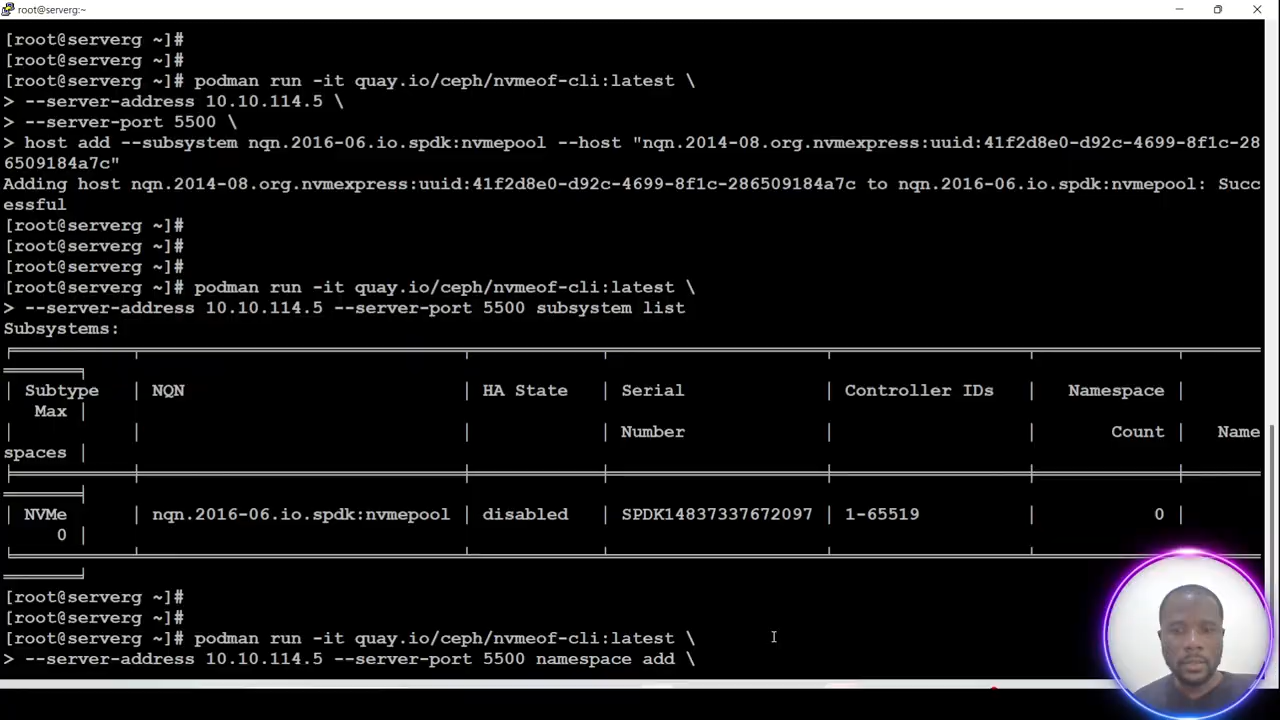 root@serverg:~
[root@serverg ~]#
[root@serverg ~]#
[root@serverg ~]# podman run -it quay.io/ceph/nvmeof-cli:latest \
> --server-address 10.10.114.5 \
> --server-port 5500 \
> host add --subsystem nqn.2016-06.io.spdk:nvmepool --host "nqn.2014-08.org.nvmexpress:uuid:41f2d8e0-d92c-4699-8f1c-28
6509184a7c"
Adding host nqn.2014-08.org.nvmexpress:uuid:41f2d8e0-d92c-4699-8f1c-286509184a7c to nqn.2016-06.io.spdk:nvmepool: Succ
essful
[root@serverg ~]#
[root@serverg ~]#
[root@serverg ~]#
[root@serverg ~]# podman run -it quay.io/ceph/nvmeof-cli:latest \
> --server-address 10.10.114.5 --server-port 5500 subsystem list
Subsystems:
Subtype NQN HA State Serial Controller IDs Namespace
Max
Number Count Name
spaces
NVMe nqn.2016-06.io.spdk:nvmepool disabled SPDK14837337672097 1-65519 0
0
[root@serverg ~]#
[root@serverg ~]#
[root@serverg ~]# podman run -it quay.io/ceph/nvmeof-cli:latest \
> --server-address 10.10.114.5 --server-port 5500 namespace add \